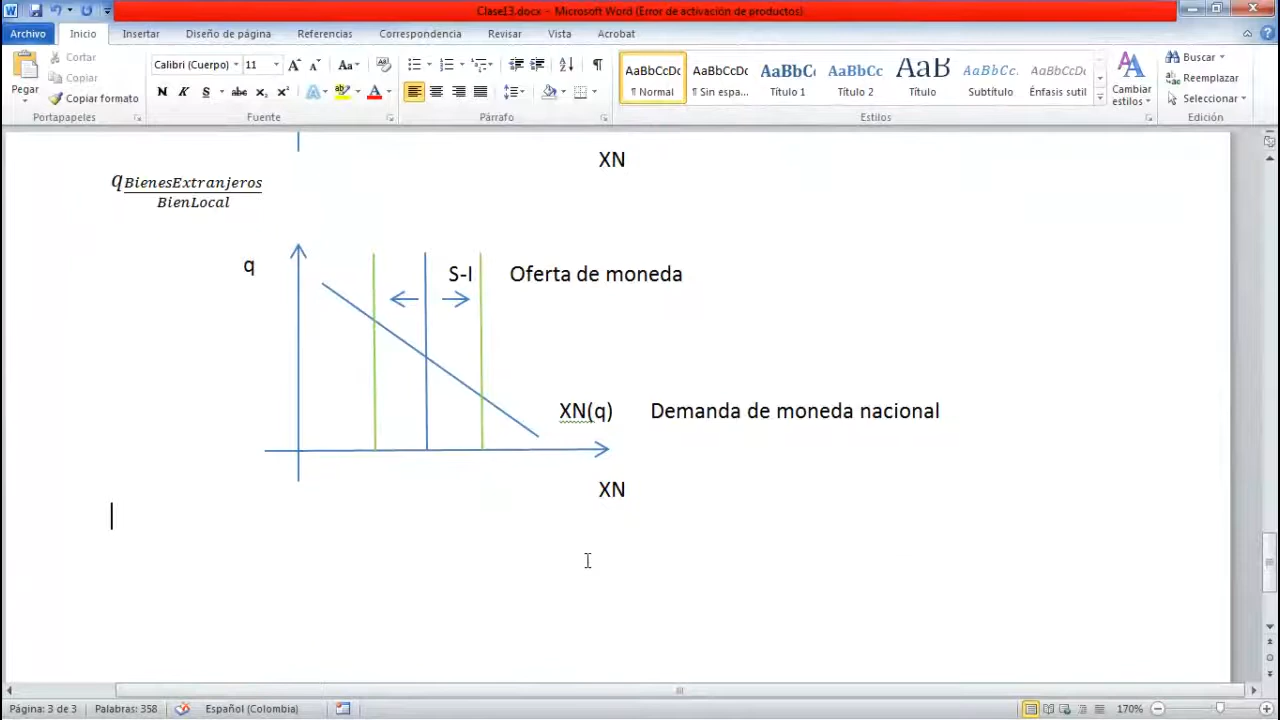 Clase13.docx - Microsoft Word (Error de activación de productos)
Archivo Inicio Insertar Diseño de página Referencias Correspondencia Revisar Vista Acrobat
Pegar
Cortar
Copiar
Copiar formato
Portapapeles
Calibri (Cuerpo) 11
N K S abc x₂ x²
Fuente
Párrafo
AaBbCcDc AaBbCcDc AaBbC AaBbCc AaB AaBbCc. AaBbCcDc
¶ Normal ¶ Sin espa... Título 1 Título 2 Título Subtítulo Énfasis sutil
Cambiar estilos
Estilos
Buscar
Reemplazar
Seleccionar
Edición
XN
q BienesExtranjeros
BienLocal
q
S-I Oferta de moneda
XN(q) Demanda de moneda nacional
XN
Página: 3 de 3 Palabras: 358 Español (Colombia) 170%